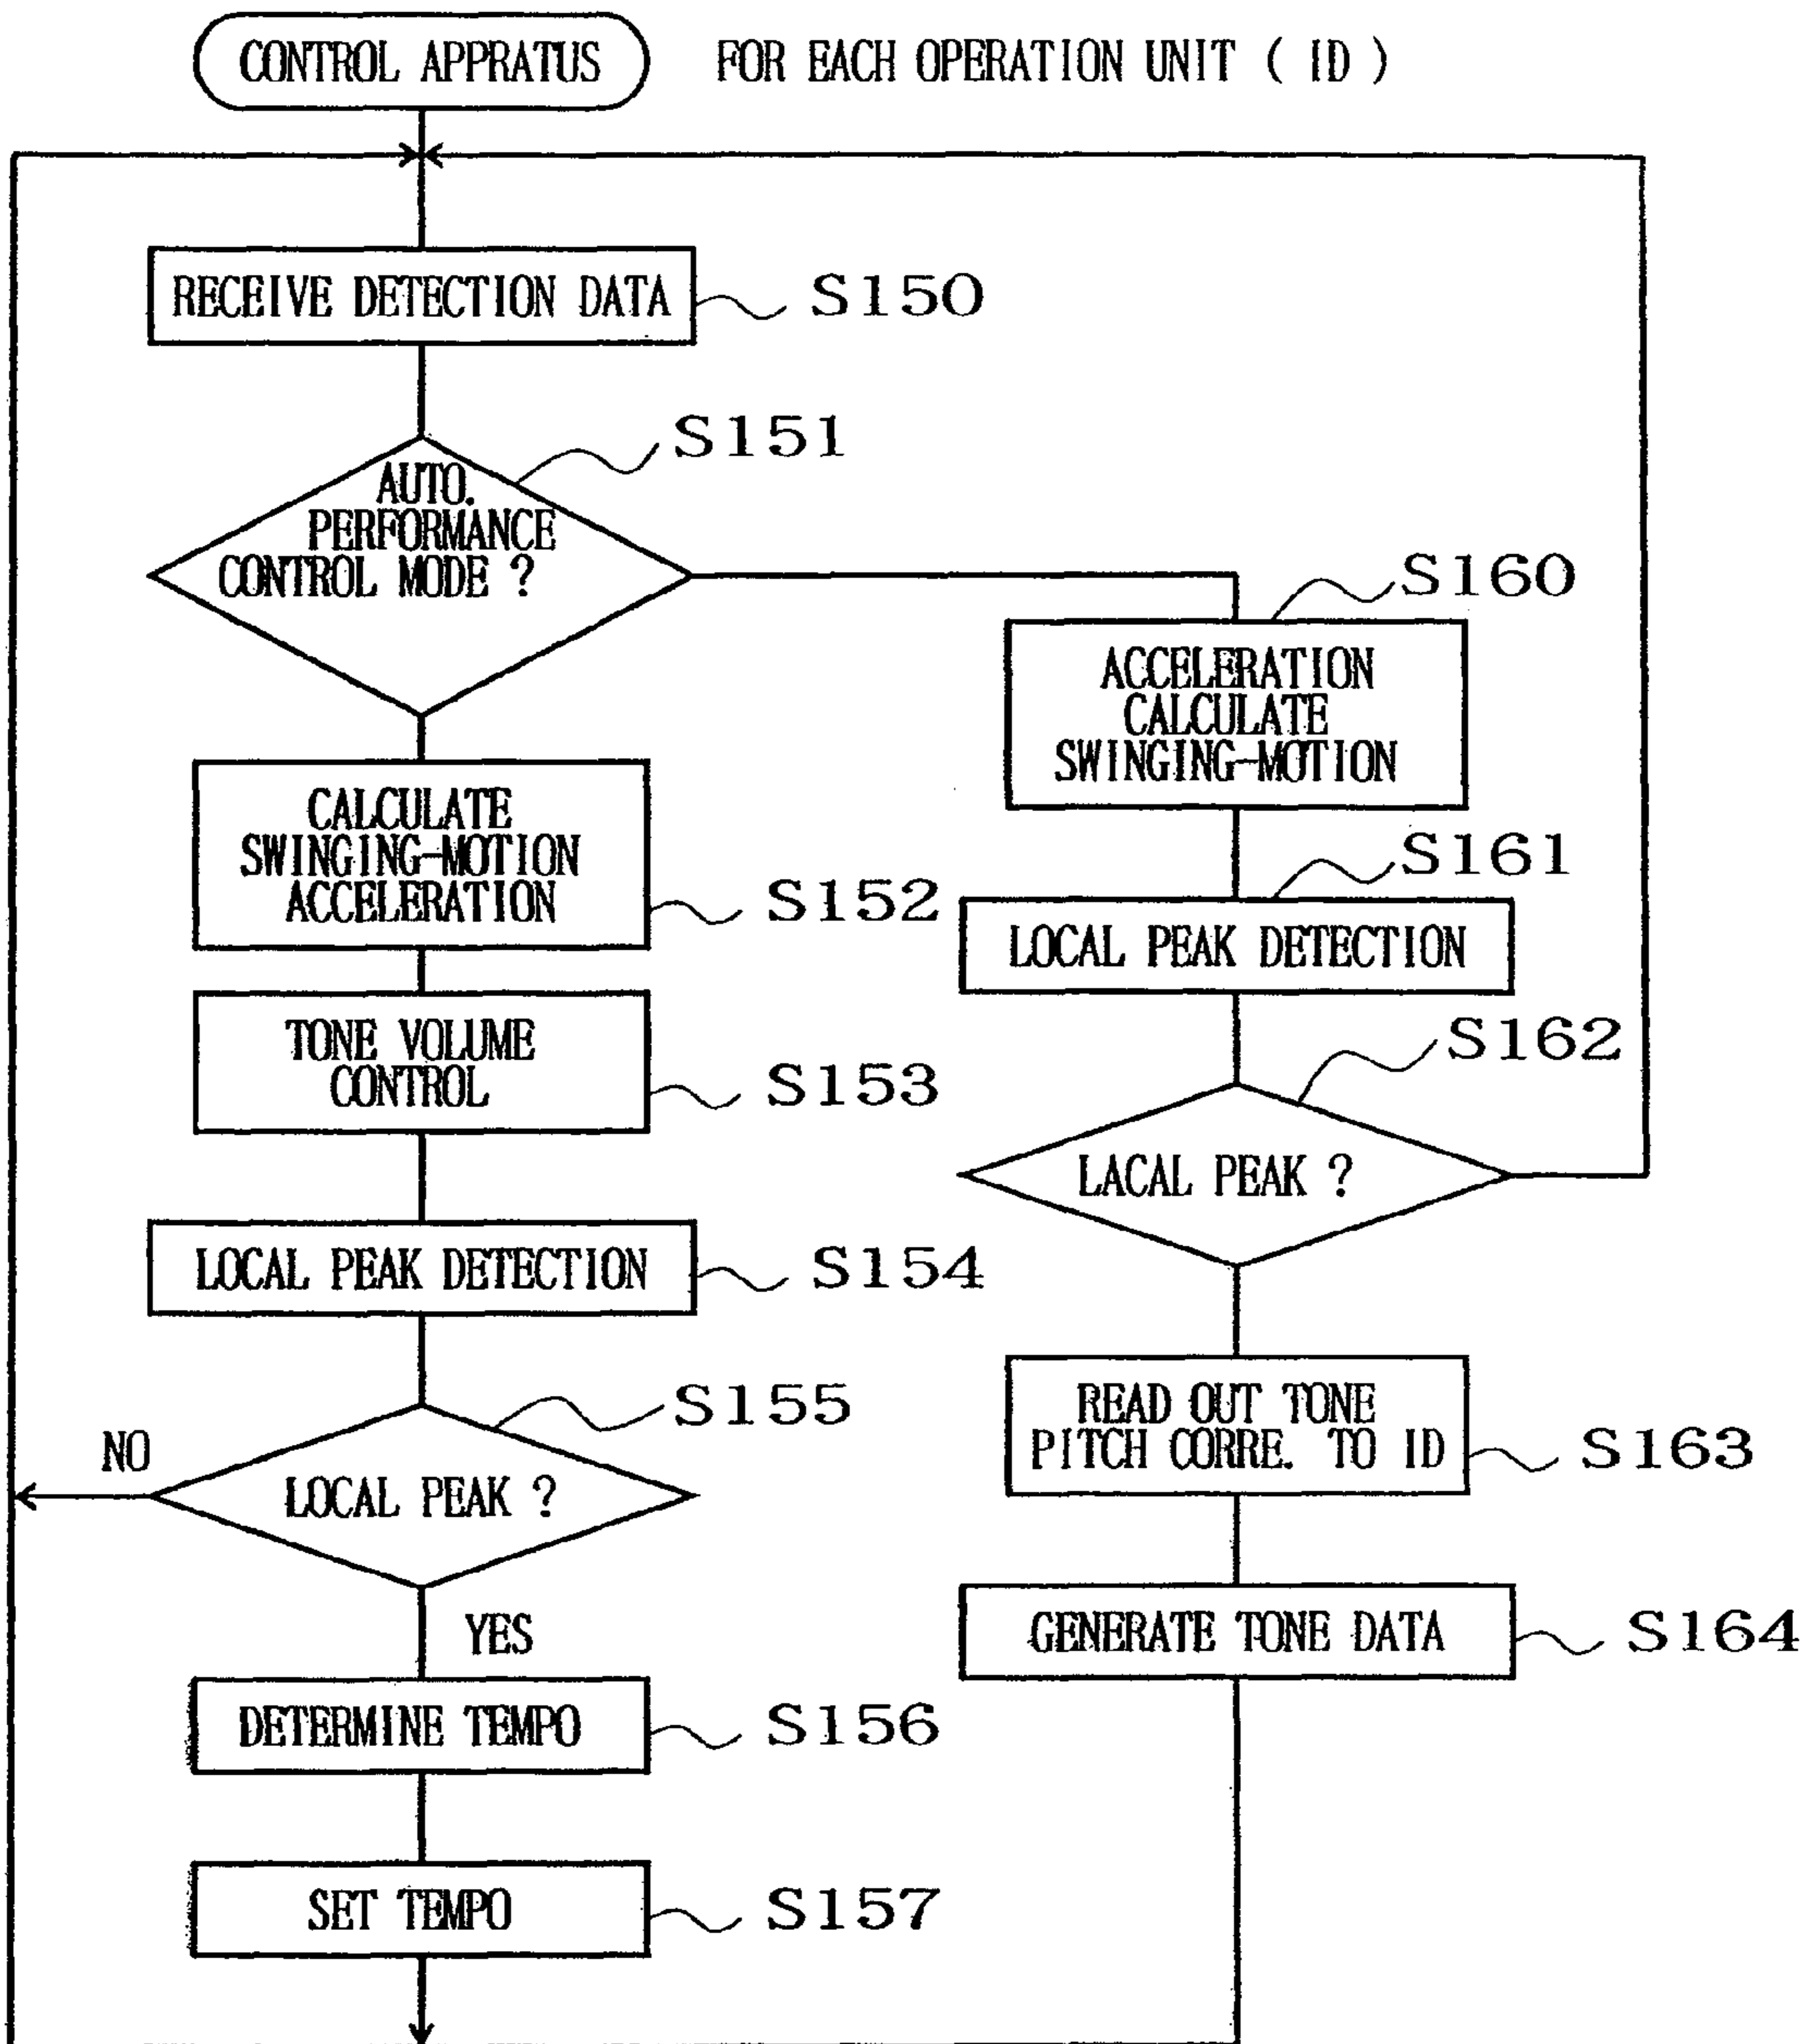 CONTROL APPRATUS
FOR EACH OPERATION UNIT ( ID )
RECEIVE DETECTION DATA
S150
S151
AUTO.
PERFORMANCE
CONTROL MODE ?
CALCULATE
SWINGING-MOTION
ACCELERATION
S152
TONE VOLUME
CONTROL
S153
LOCAL PEAK DETECTION
S154
S155
NO
LOCAL PEAK ?
YES
DETERMINE TEMPO
S156
SET TEMPO
S157
S160
ACCELERATION
CALCULATE
SWINGING-MOTION
S161
LOCAL PEAK DETECTION
S162
LACAL PEAK ?
READ OUT TONE
PITCH CORRE. TO ID
S163
GENERATE TONE DATA
S164